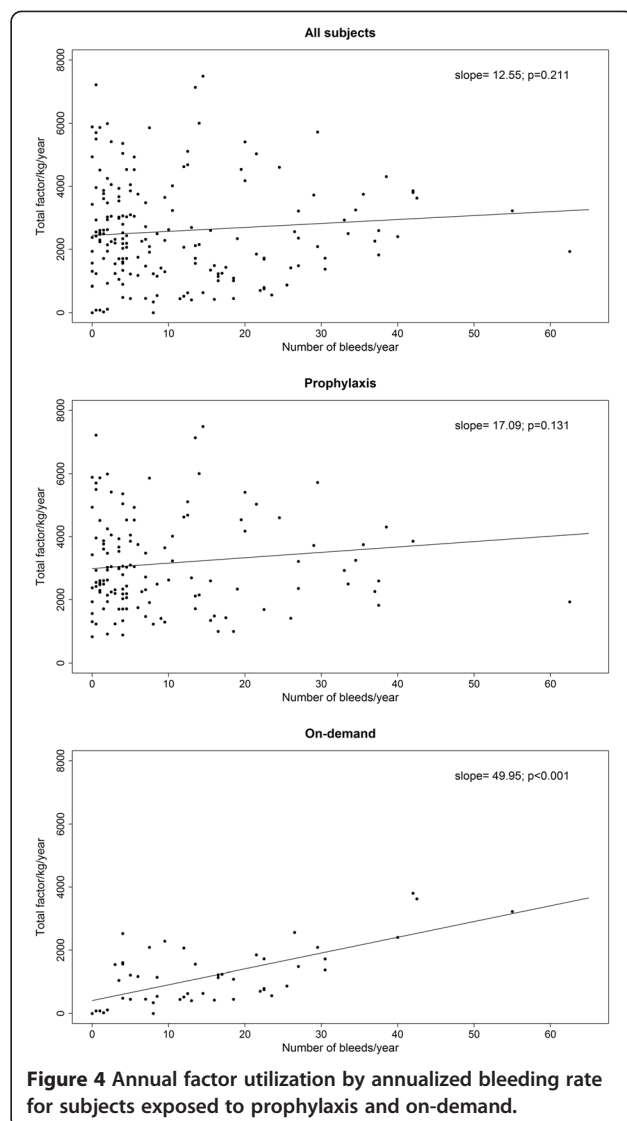 All subjects
slope= 12.55; p=0.211
Total factor/kg/year
8000
6000
4000
2000
0
0 10 20 30 40 50 60
Number of bleeds/year
Prophylaxis
slope= 17.09; p=0.131
Total factor/kg/year
8000
6000
4000
2000
0
0 10 20 30 40 50 60
Number of bleeds/year
On-demand
slope= 49.95; p<0.001
Total factor/kg/year
8000
6000
4000
2000
0
0 10 20 30 40 50 60
Number of bleeds/year
Figure 4 Annual factor utilization by annualized bleeding rate
for subjects exposed to prophylaxis and on-demand.